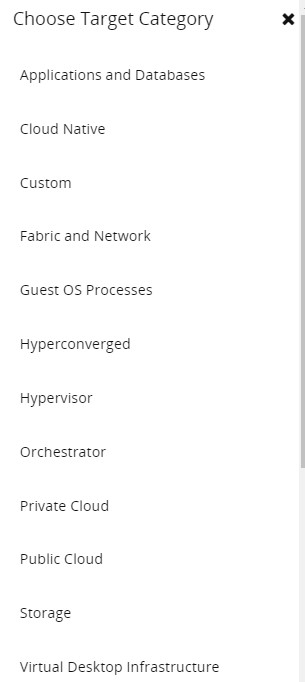 Choose Target Category
Applications and Databases
Cloud Native
Custom
Fabric and Network
Guest OS Processes
Hyperconverged
Hypervisor
Orchestrator
Private Cloud
Public Cloud
Storage
Virtual Desktop Infrastructure